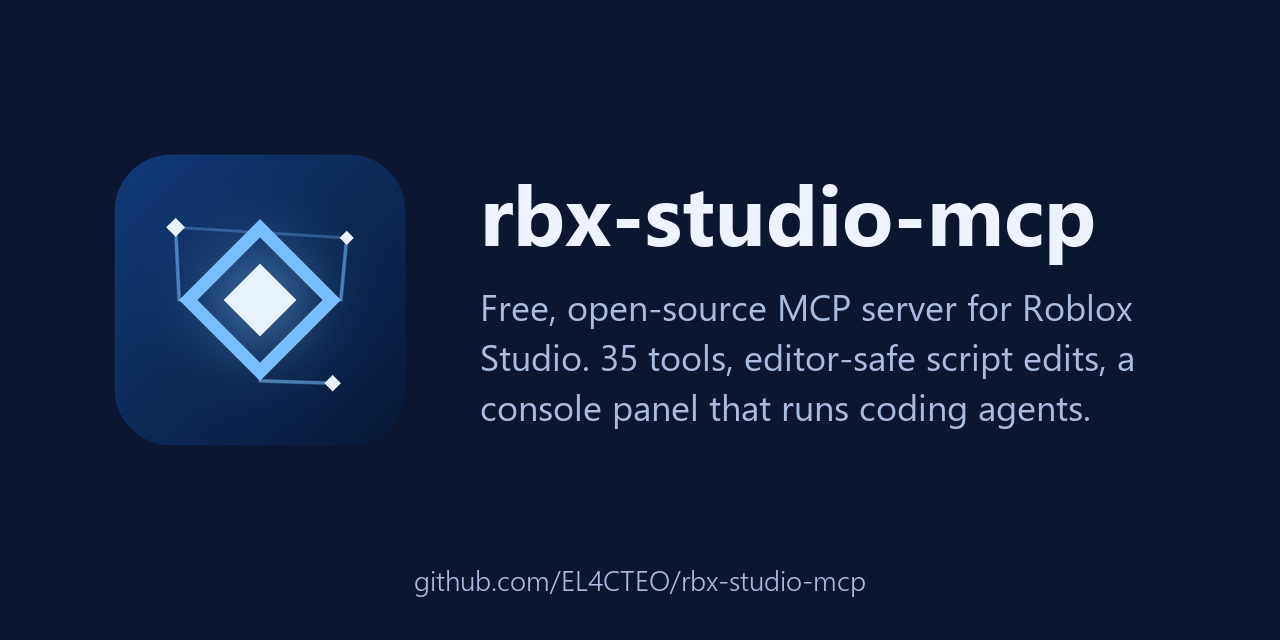 rbx-studio-mcp
Free, open-source MCP server for Roblox
Studio. 35 tools, editor-safe script edits, a
console panel that runs coding agents.
github.com/EL4CTEO/rbx-studio-mcp